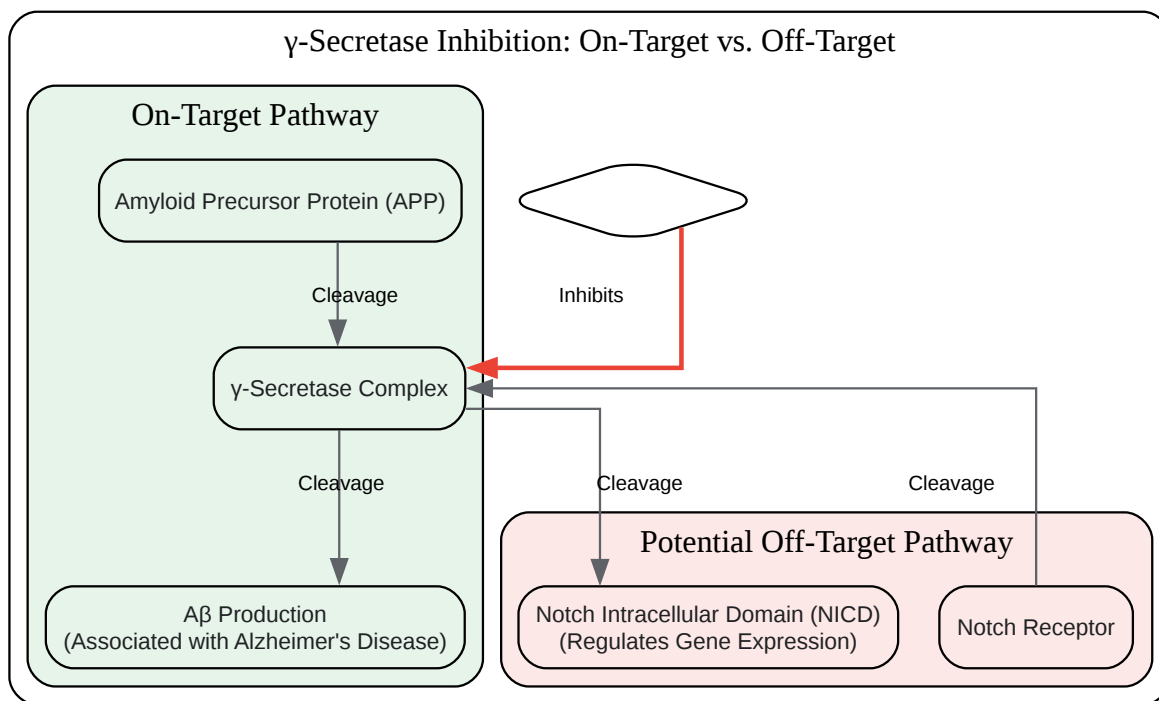 γ-Secretase Inhibition: On-Target vs. Off-Target
On-Target Pathway
Amyloid Precursor Protein (APP)
Cleavage
Inhibits
γ-Secretase Complex
Cleavage
Cleavage
Cleavage
Potential Off-Target Pathway
Aβ Production
(Associated with Alzheimer's Disease)
Notch Intracellular Domain (NICD)
(Regulates Gene Expression)
Notch Receptor